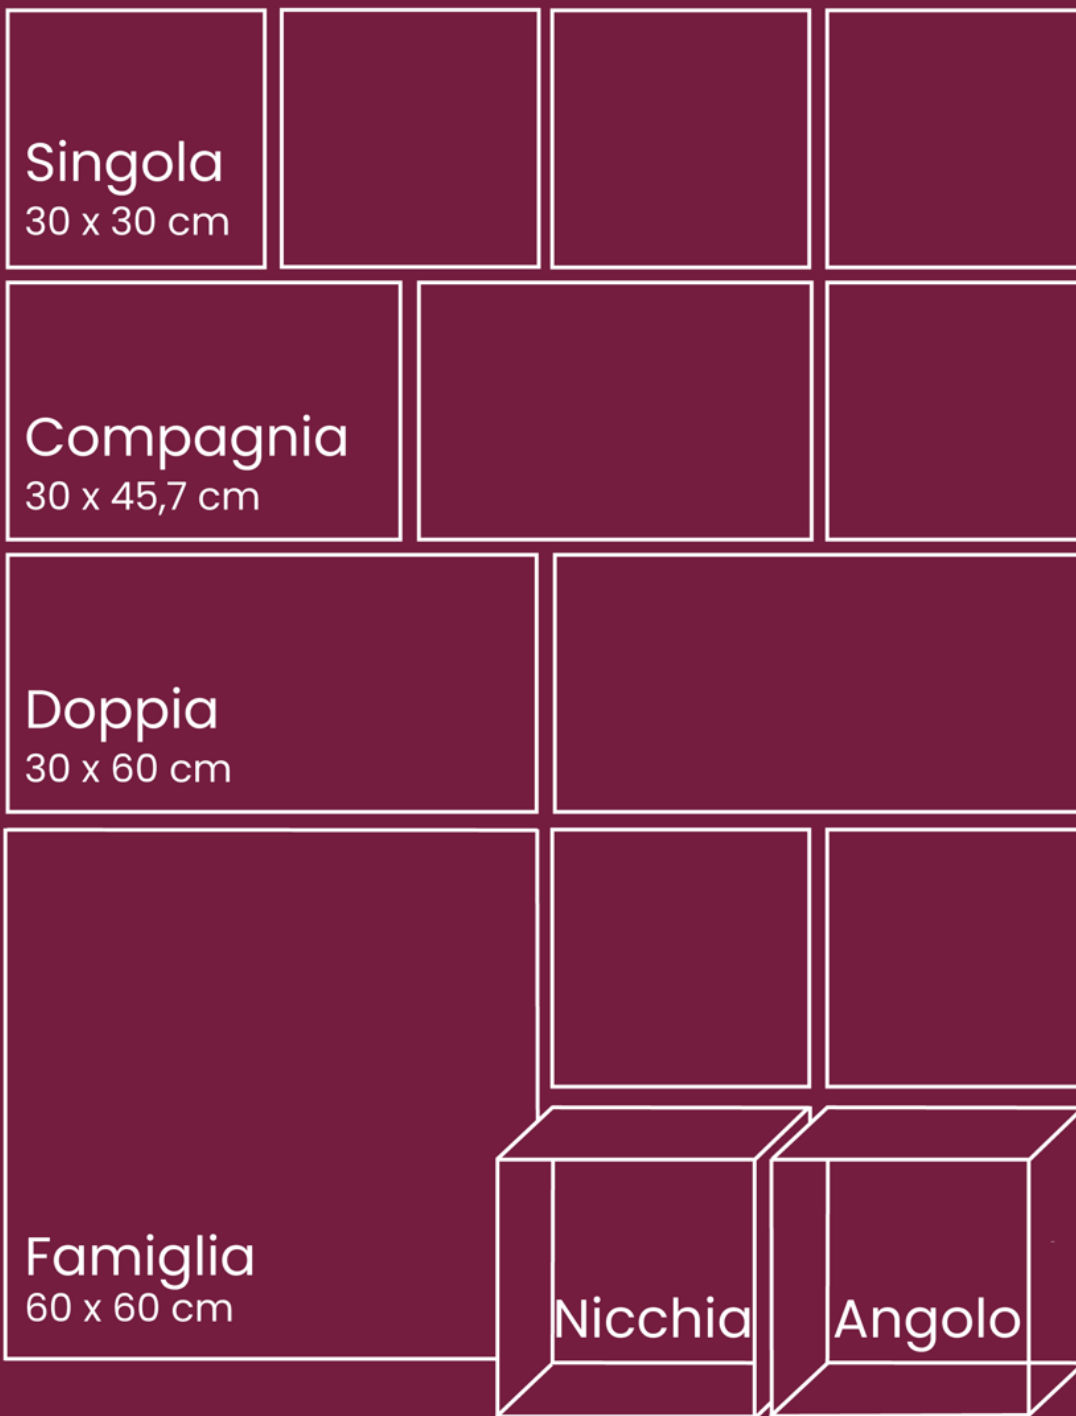 Singola
30 x 30 cm
Compagnia
30 x 45,7 cm
Doppia
30 x 60 cm
Famiglia
60 x 60 cm
Nicchia
Angolo